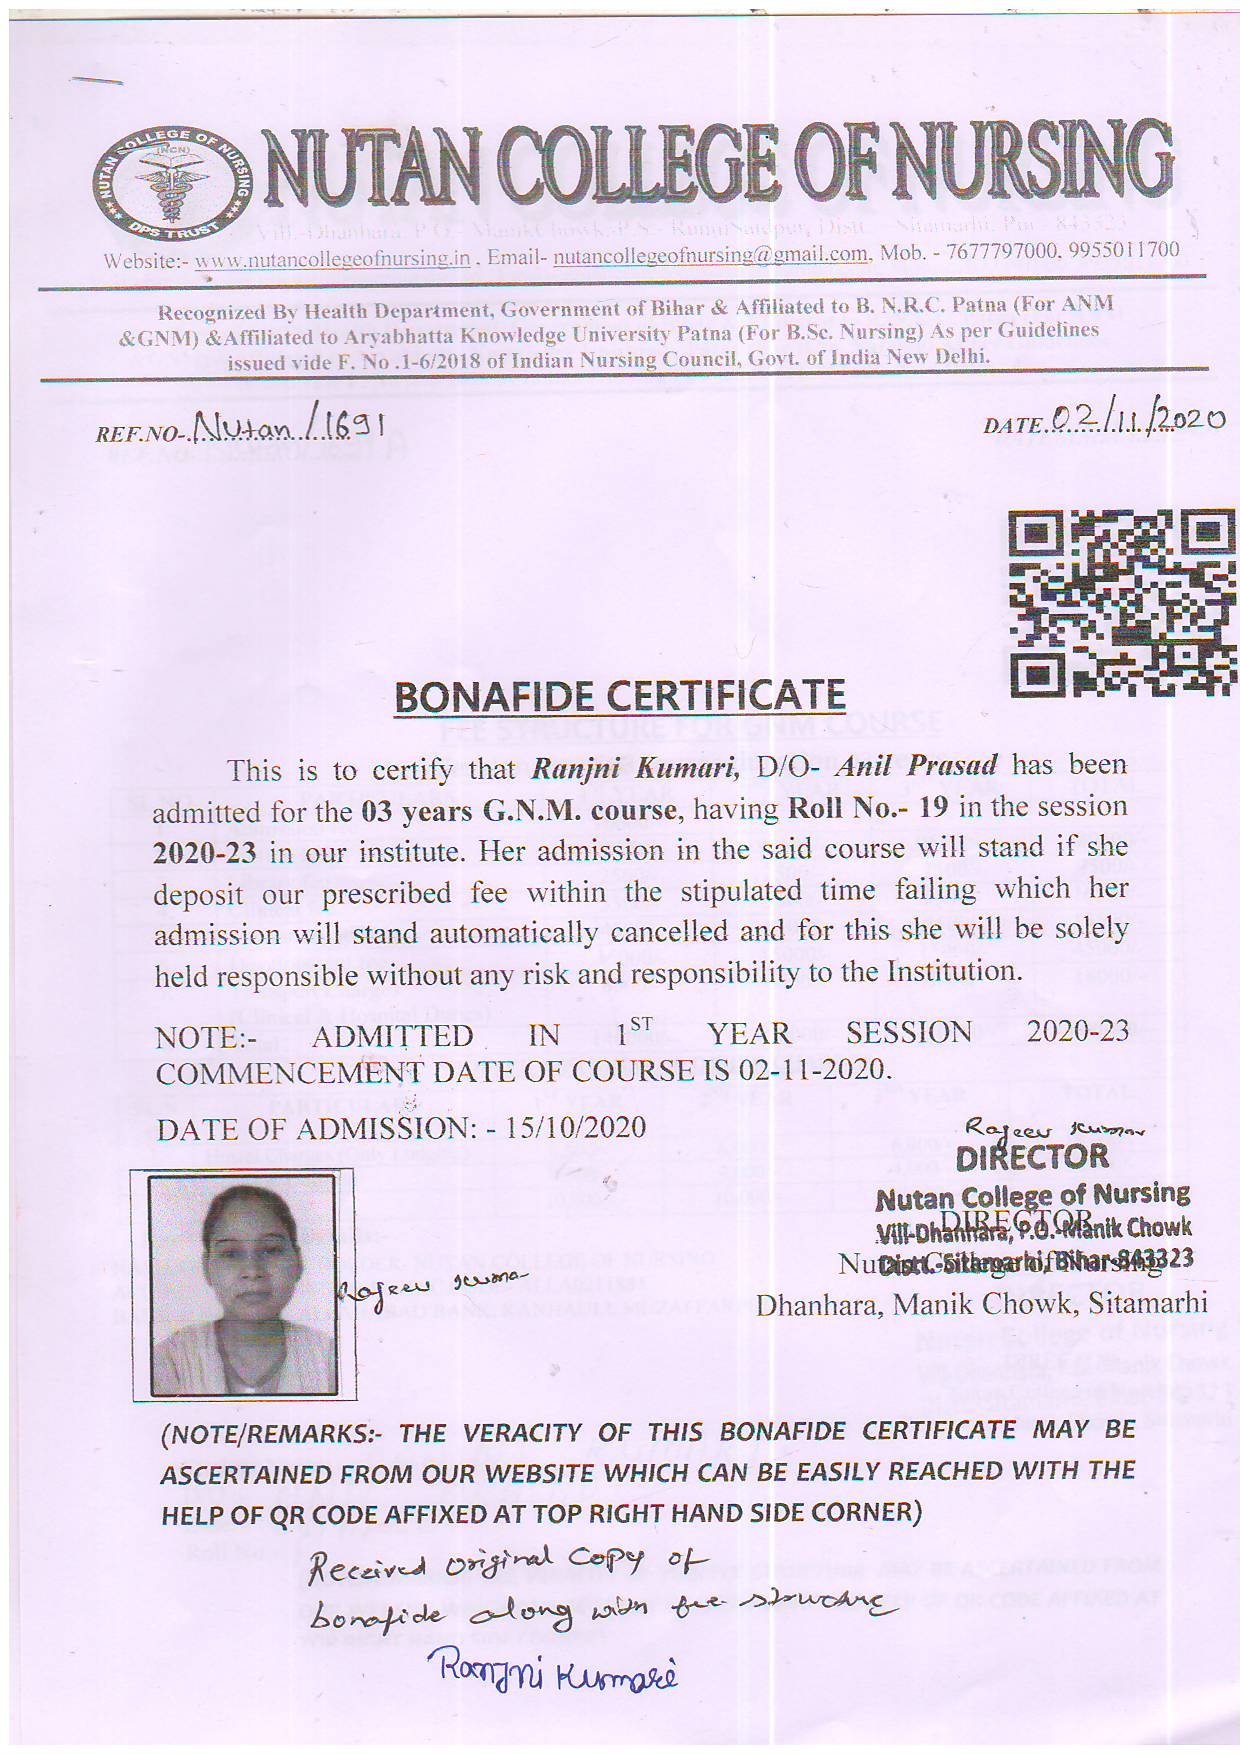 NUTAN COLLEGE OF NURSING
(NCN)
DPS TRUST
NUTAN COLLEGE OF NURSING
Vill.-Dhanhara, P.O.- ManikChowk, P.S.- RunniSaidpur, Distt. - Sitamarhi, Pin - 843323
Website:- www.nutancollegeofnursing.in , Email- nutancollegeofnursing@gmail.com, Mob. - 7677797000, 9955011700
Recognized By Health Department, Government of Bihar & Affiliated to B. N.R.C. Patna (For ANM
&GNM) &Affiliated to Aryabhatta Knowledge University Patna (For B.Sc. Nursing) As per Guidelines
issued vide F. No .1-6/2018 of Indian Nursing Council, Govt. of India New Delhi.
REF.NO-.Nutan/1691
DATE.02/11/2020
BONAFIDE CERTIFICATE
This is to certify that Ranjni Kumari, D/O- Anil Prasad has been
admitted for the 03 years G.N.M. course, having Roll No.- 19 in the session
2020-23 in our institute. Her admission in the said course will stand if she
deposit our prescribed fee within the stipulated time failing which her
admission will stand automatically cancelled and for this she will be solely
held responsible without any risk and responsibility to the Institution.
NOTE:- ADMITTED IN 1ST YEAR SESSION 2020-23
COMMENCEMENT DATE OF COURSE IS 02-11-2020.
DATE OF ADMISSION: - 15/10/2020
Rajeev Kumar
DIRECTOR
Nutan College of Nursing
Vill-Dhanhara, P.O.-Manik Chowk
Distt.-Sitamarhi, Bihar-843323
DIRECTOR
Nutan College of Nursing
Dhanhara, Manik Chowk, Sitamarhi
Rajeev Kumar
(NOTE/REMARKS:- THE VERACITY OF THIS BONAFIDE CERTIFICATE MAY BE
ASCERTAINED FROM OUR WEBSITE WHICH CAN BE EASILY REACHED WITH THE
HELP OF QR CODE AFFIXED AT TOP RIGHT HAND SIDE CORNER)
Received original copy of
bonafide along with fee structure
Ranjni Kumari